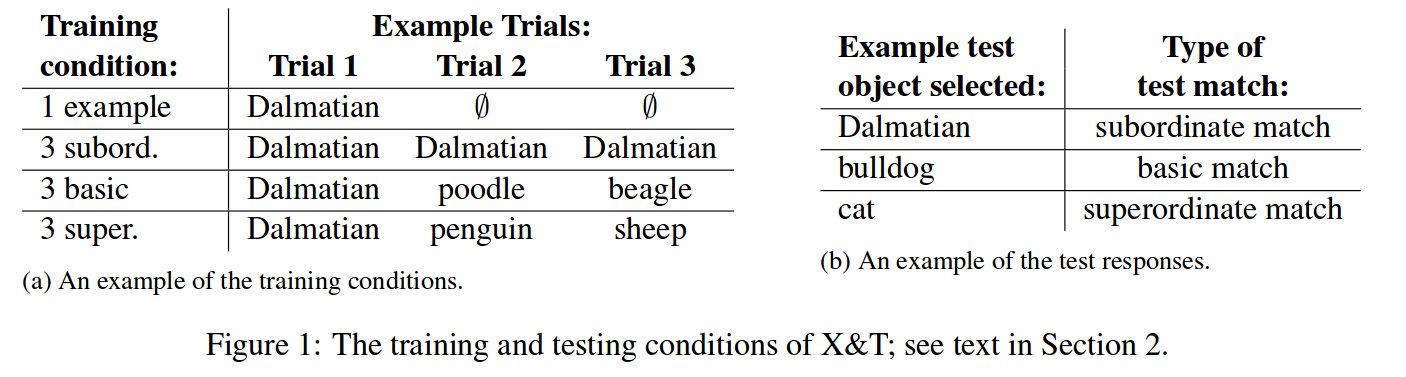 Training Example Trials:
condition: Trial 1 Trial 2 Trial 3
1 example Dalmatian ∅ ∅
3 subord. Dalmatian Dalmatian Dalmatian
3 basic Dalmatian poodle beagle
3 super. Dalmatian penguin sheep
(a) An example of the training conditions.
Example test Type of
object selected: test match:
Dalmatian subordinate match
bulldog basic match
cat superordinate match
(b) An example of the test responses.
Figure 1: The training and testing conditions of X&T; see text in Section 2.